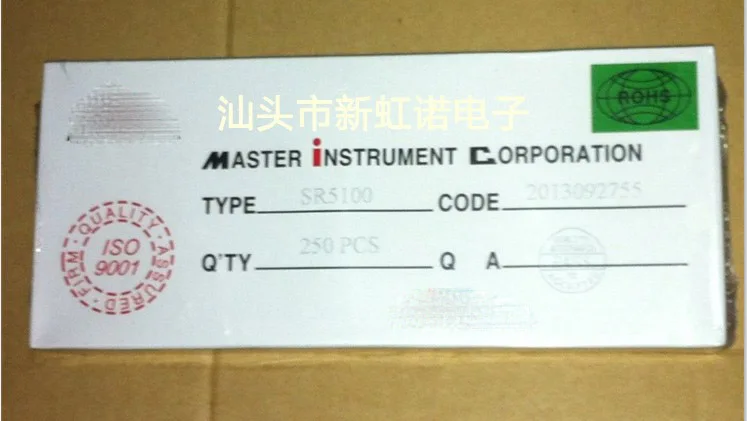 汕头市新虹诺电子
ROHS
MASTER INSTRUMENT CORPORATION
TYPE SR5100 CODE 2013092755
Q'TY 250 PCS Q A
FIRM · QUALITY · ASSURED
ISO
9001